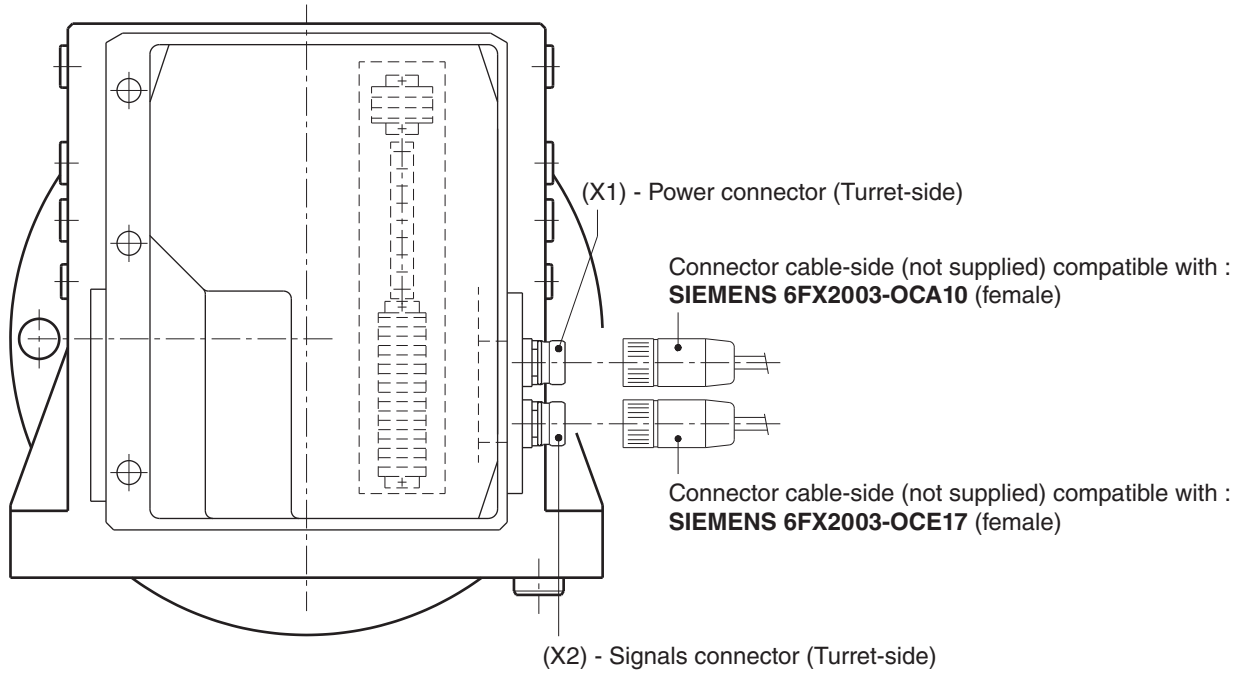 (X1) - Power connector (Turret-side)
Connector cable-side (not supplied) compatible with :
SIEMENS 6FX2003-OCA10 (female)
Connector cable-side (not supplied) compatible with :
SIEMENS 6FX2003-OCE17 (female)
(X2) - Signals connector (Turret-side)